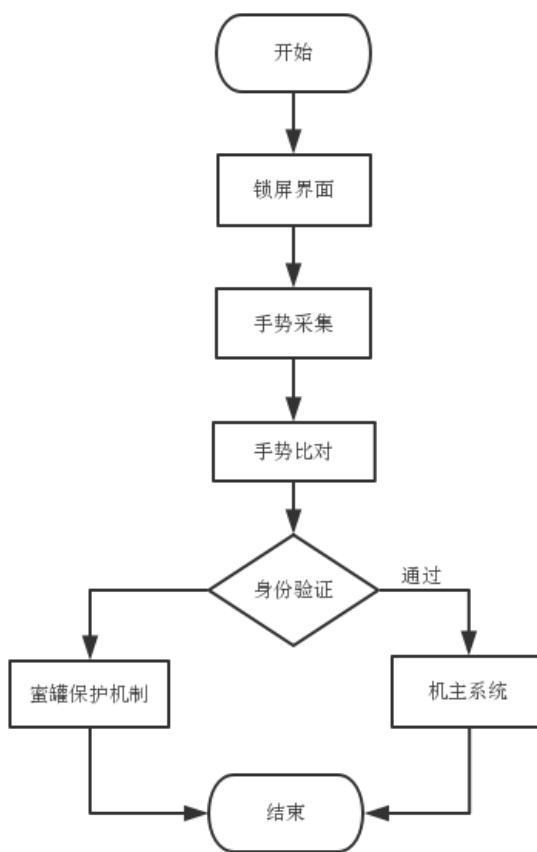 开始
锁屏界面
手势采集
手势比对
身份验证
通过
蜜罐保护机制
机主系统
结束